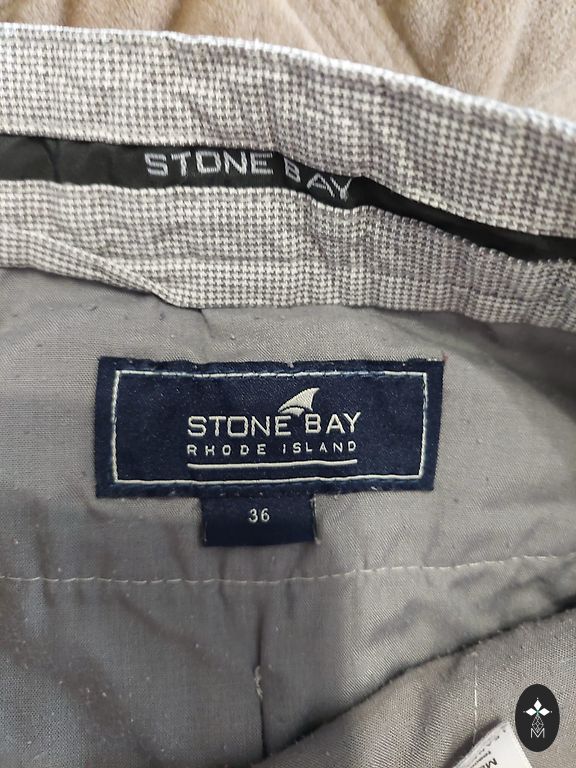 STONE BAY
STONE BAY
RHODE ISLAND
36
M